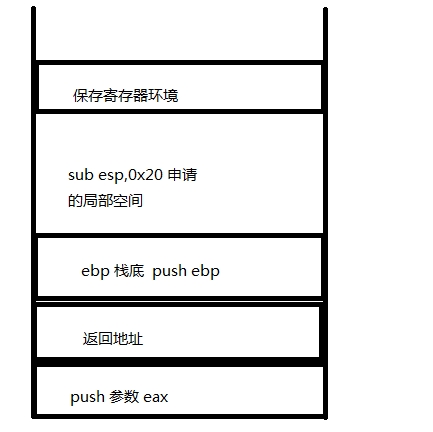 保存寄存器环境
sub esp,0x20 申请
的局部空间
ebp 栈底  push ebp
返回地址
push 参数 eax